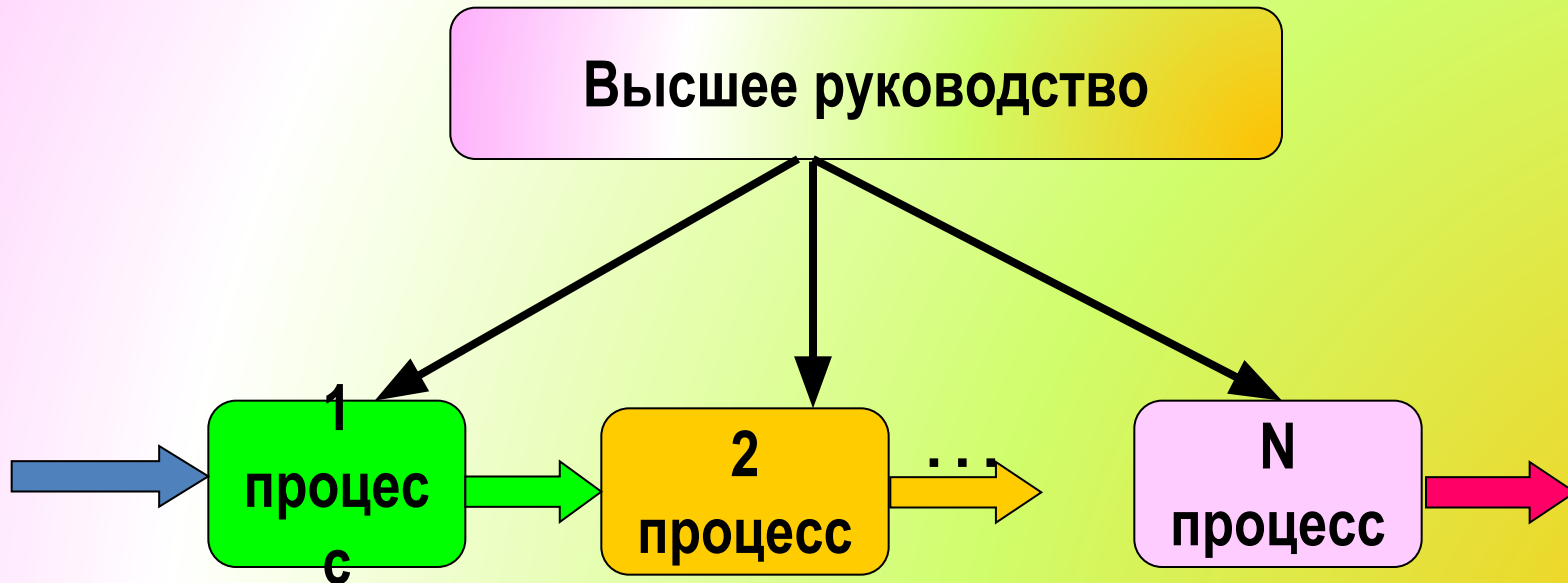 Высшее руководство
1
процес
с
2
процесс
. . .
N
процесс